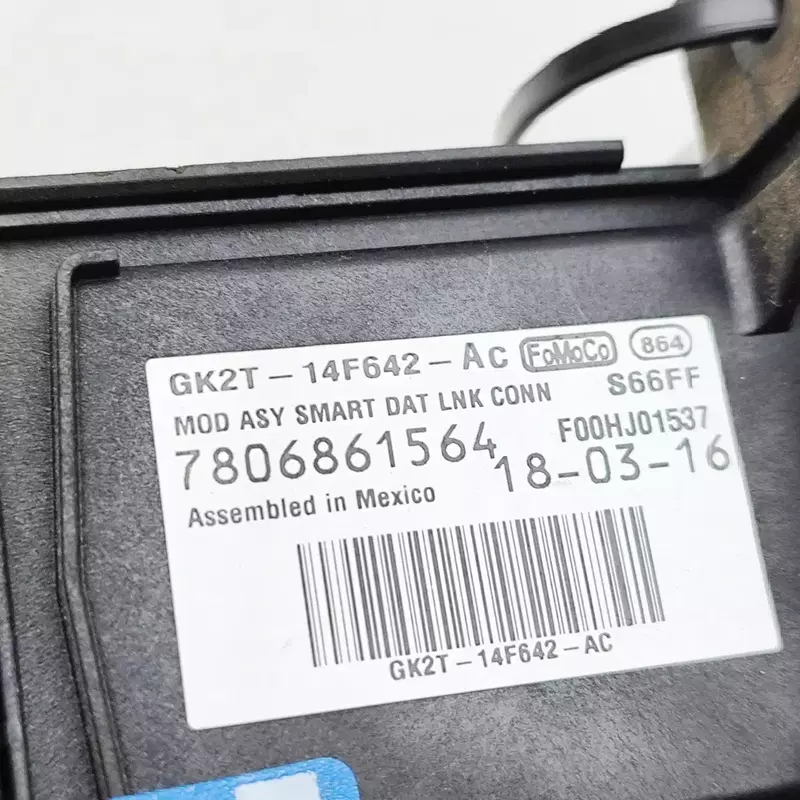 GK2T-14F642-AC FoMoCo 864
MOD ASY SMART DAT LNK CONN S66FF
7806861564 F00HJ01537
Assembled in Mexico 18-03-16
GK2T-14F642-AC